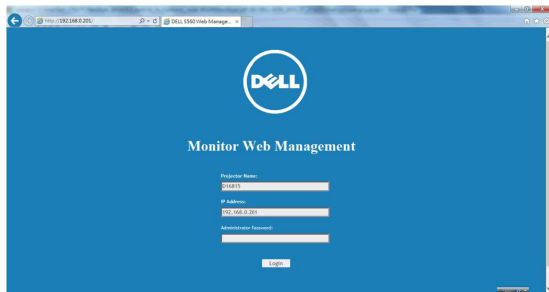 http://192.168.0.201/
DELL S560 Web Manage...
DELL
Monitor Web Management
Projector Name:
D16815
IP Address:
192.168.0.201
Administrator Password:
Login